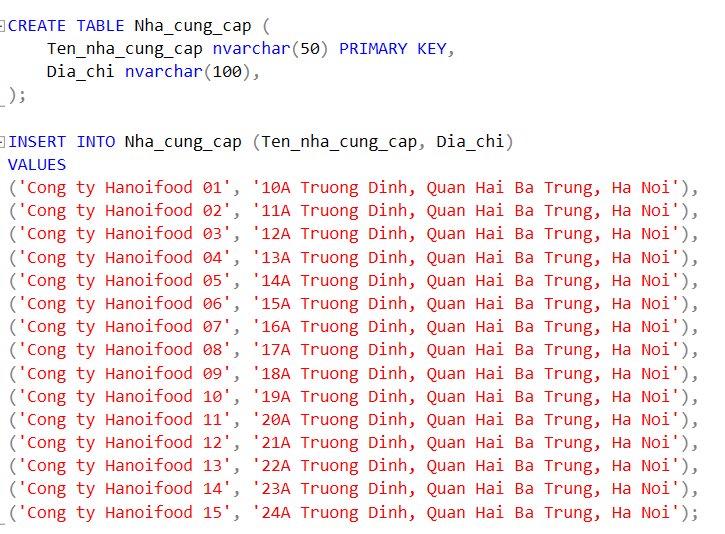 CREATE TABLE Nha_cung_cap (
    Ten_nha_cung_cap nvarchar(50) PRIMARY KEY,
    Dia_chi nvarchar(100),
);

INSERT INTO Nha_cung_cap (Ten_nha_cung_cap, Dia_chi)
VALUES
('Cong ty Hanoifood 01', '10A Truong Dinh, Quan Hai Ba Trung, Ha Noi'),
('Cong ty Hanoifood 02', '11A Truong Dinh, Quan Hai Ba Trung, Ha Noi'),
('Cong ty Hanoifood 03', '12A Truong Dinh, Quan Hai Ba Trung, Ha Noi'),
('Cong ty Hanoifood 04', '13A Truong Dinh, Quan Hai Ba Trung, Ha Noi'),
('Cong ty Hanoifood 05', '14A Truong Dinh, Quan Hai Ba Trung, Ha Noi'),
('Cong ty Hanoifood 06', '15A Truong Dinh, Quan Hai Ba Trung, Ha Noi'),
('Cong ty Hanoifood 07', '16A Truong Dinh, Quan Hai Ba Trung, Ha Noi'),
('Cong ty Hanoifood 08', '17A Truong Dinh, Quan Hai Ba Trung, Ha Noi'),
('Cong ty Hanoifood 09', '18A Truong Dinh, Quan Hai Ba Trung, Ha Noi'),
('Cong ty Hanoifood 10', '19A Truong Dinh, Quan Hai Ba Trung, Ha Noi'),
('Cong ty Hanoifood 11', '20A Truong Dinh, Quan Hai Ba Trung, Ha Noi'),
('Cong ty Hanoifood 12', '21A Truong Dinh, Quan Hai Ba Trung, Ha Noi'),
('Cong ty Hanoifood 13', '22A Truong Dinh, Quan Hai Ba Trung, Ha Noi'),
('Cong ty Hanoifood 14', '23A Truong Dinh, Quan Hai Ba Trung, Ha Noi'),
('Cong ty Hanoifood 15', '24A Truong Dinh, Quan Hai Ba Trung, Ha Noi');